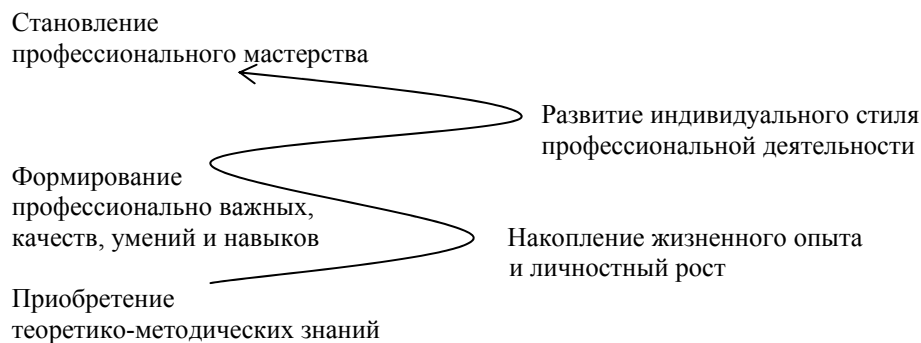 Становление
профессионального мастерства
Развитие индивидуального стиля
профессиональной деятельности
Формирование
профессионально важных,
качеств, умений и навыков
Накопление жизненного опыта
и личностный рост
Приобретение
теоретико-методических знаний